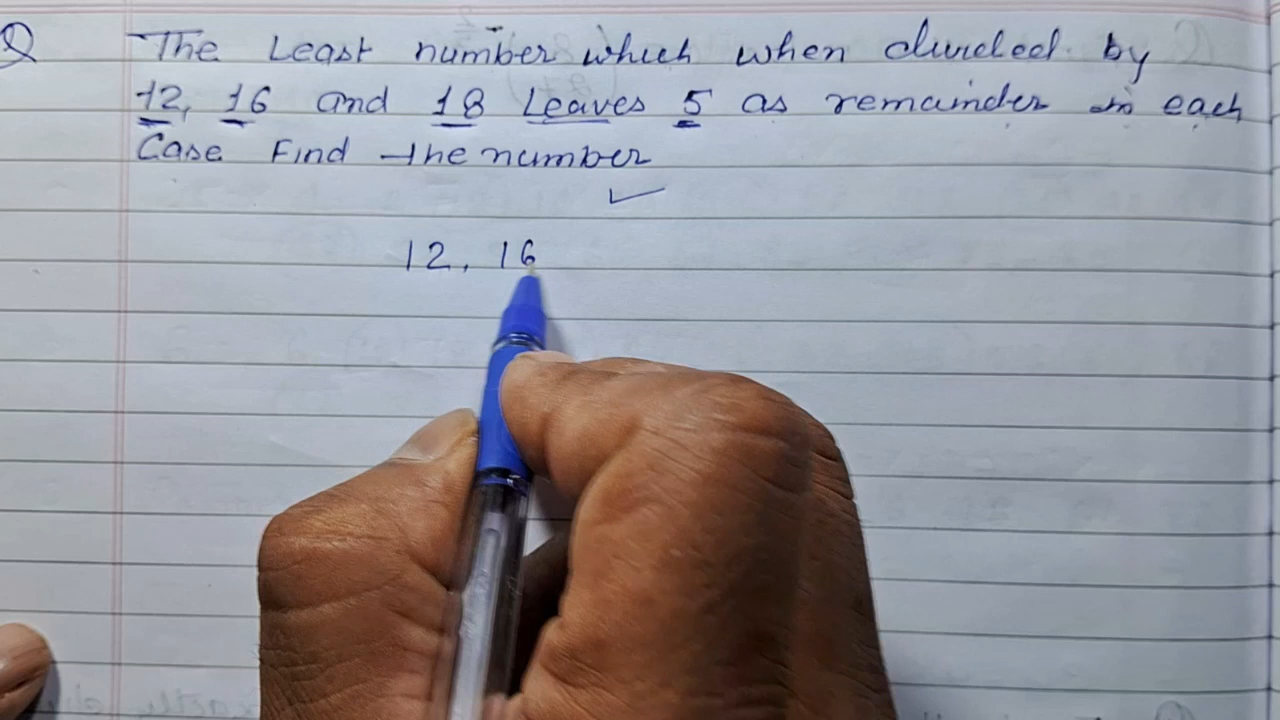 Q The Least number which when divided by
12, 16 and 18 Leaves 5 as remainder in each
Case Find the number
12, 16